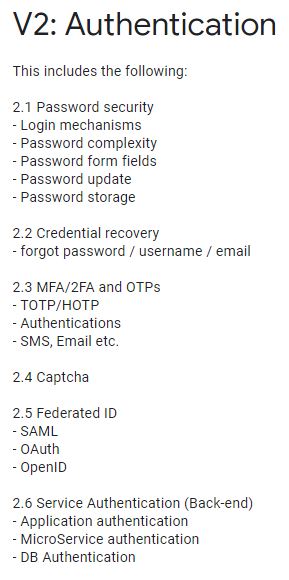 V2: Authentication
This includes the following:
2.1 Password security
- Login mechanisms
- Password complexity
- Password form fields
- Password update
- Password storage
2.2 Credential recovery
- forgot password / username / email
2.3 MFA/2FA and OTPs
- TOTP/HOTP
- Authentications
- SMS, Email etc.
2.4 Captcha
2.5 Federated ID
- SAML
- OAuth
- OpenID
2.6 Service Authentication (Back-end)
- Application authentication
- MicroService authentication
- DB Authentication